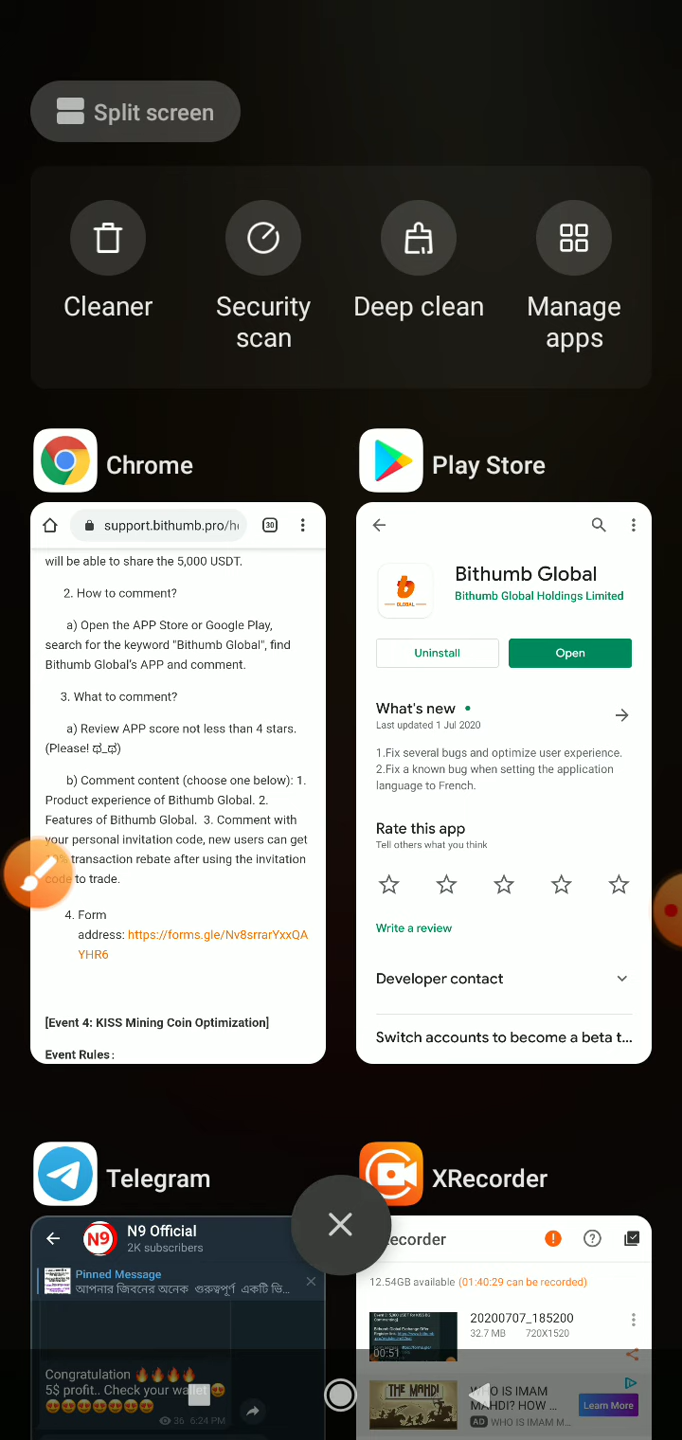 Split screen
Cleaner
Security
scan
Deep clean
Manage
apps
Chrome
support.bithumb.pro/h
30
will be able to share the 5,000 USDT.
2. How to comment?
a) Open the APP Store or Google Play,
search for the keyword "Bithumb Global", find
Bithumb Global's APP and comment.
3. What to comment?
a) Review APP score not less than 4 stars.
(Please! ಥ_ಥ)
b) Comment content (choose one below): 1.
Product experience of Bithumb Global. 2.
Features of Bithumb Global. 3. Comment with
your personal invitation code, new users can get
transaction rebate after using the invitation
code to trade.
4. Form
address: https://forms.gle/Nv8srrarYxxQA
YHR6
[Event 4: KISS Mining Coin Optimization]
Event Rules:
Play Store
b
GLOBAL
Bithumb Global
Bithumb Global Holdings Limited
Uninstall
Open
What's new
Last updated 1 Jul 2020
1.Fix several bugs and optimize user experience.
2.Fix a known bug when setting the application
language to French.
Rate this app
Tell others what you think
Write a review
Developer contact
Switch accounts to become a beta t...
Telegram
N9
N9 Official
2K subscribers
Pinned Message
আপনার জিবনের অনেক গুরুত্বপূর্ণ একটি ভি...
Congratulation 🔥🔥🔥🔥
5$ profit.. Check your wallet 😍
😍😍😍😍😍😍😍
36 6:24 PM
XRecorder
ecorder
12.54GB available (01:40:29 can be recorded)
20200707_185200
32.7 MB 720X1520
00:51
THE MAHDI
WHO IS IMAM
MAHDI? HOW ...
AD WHO IS IMAM M...
Learn More